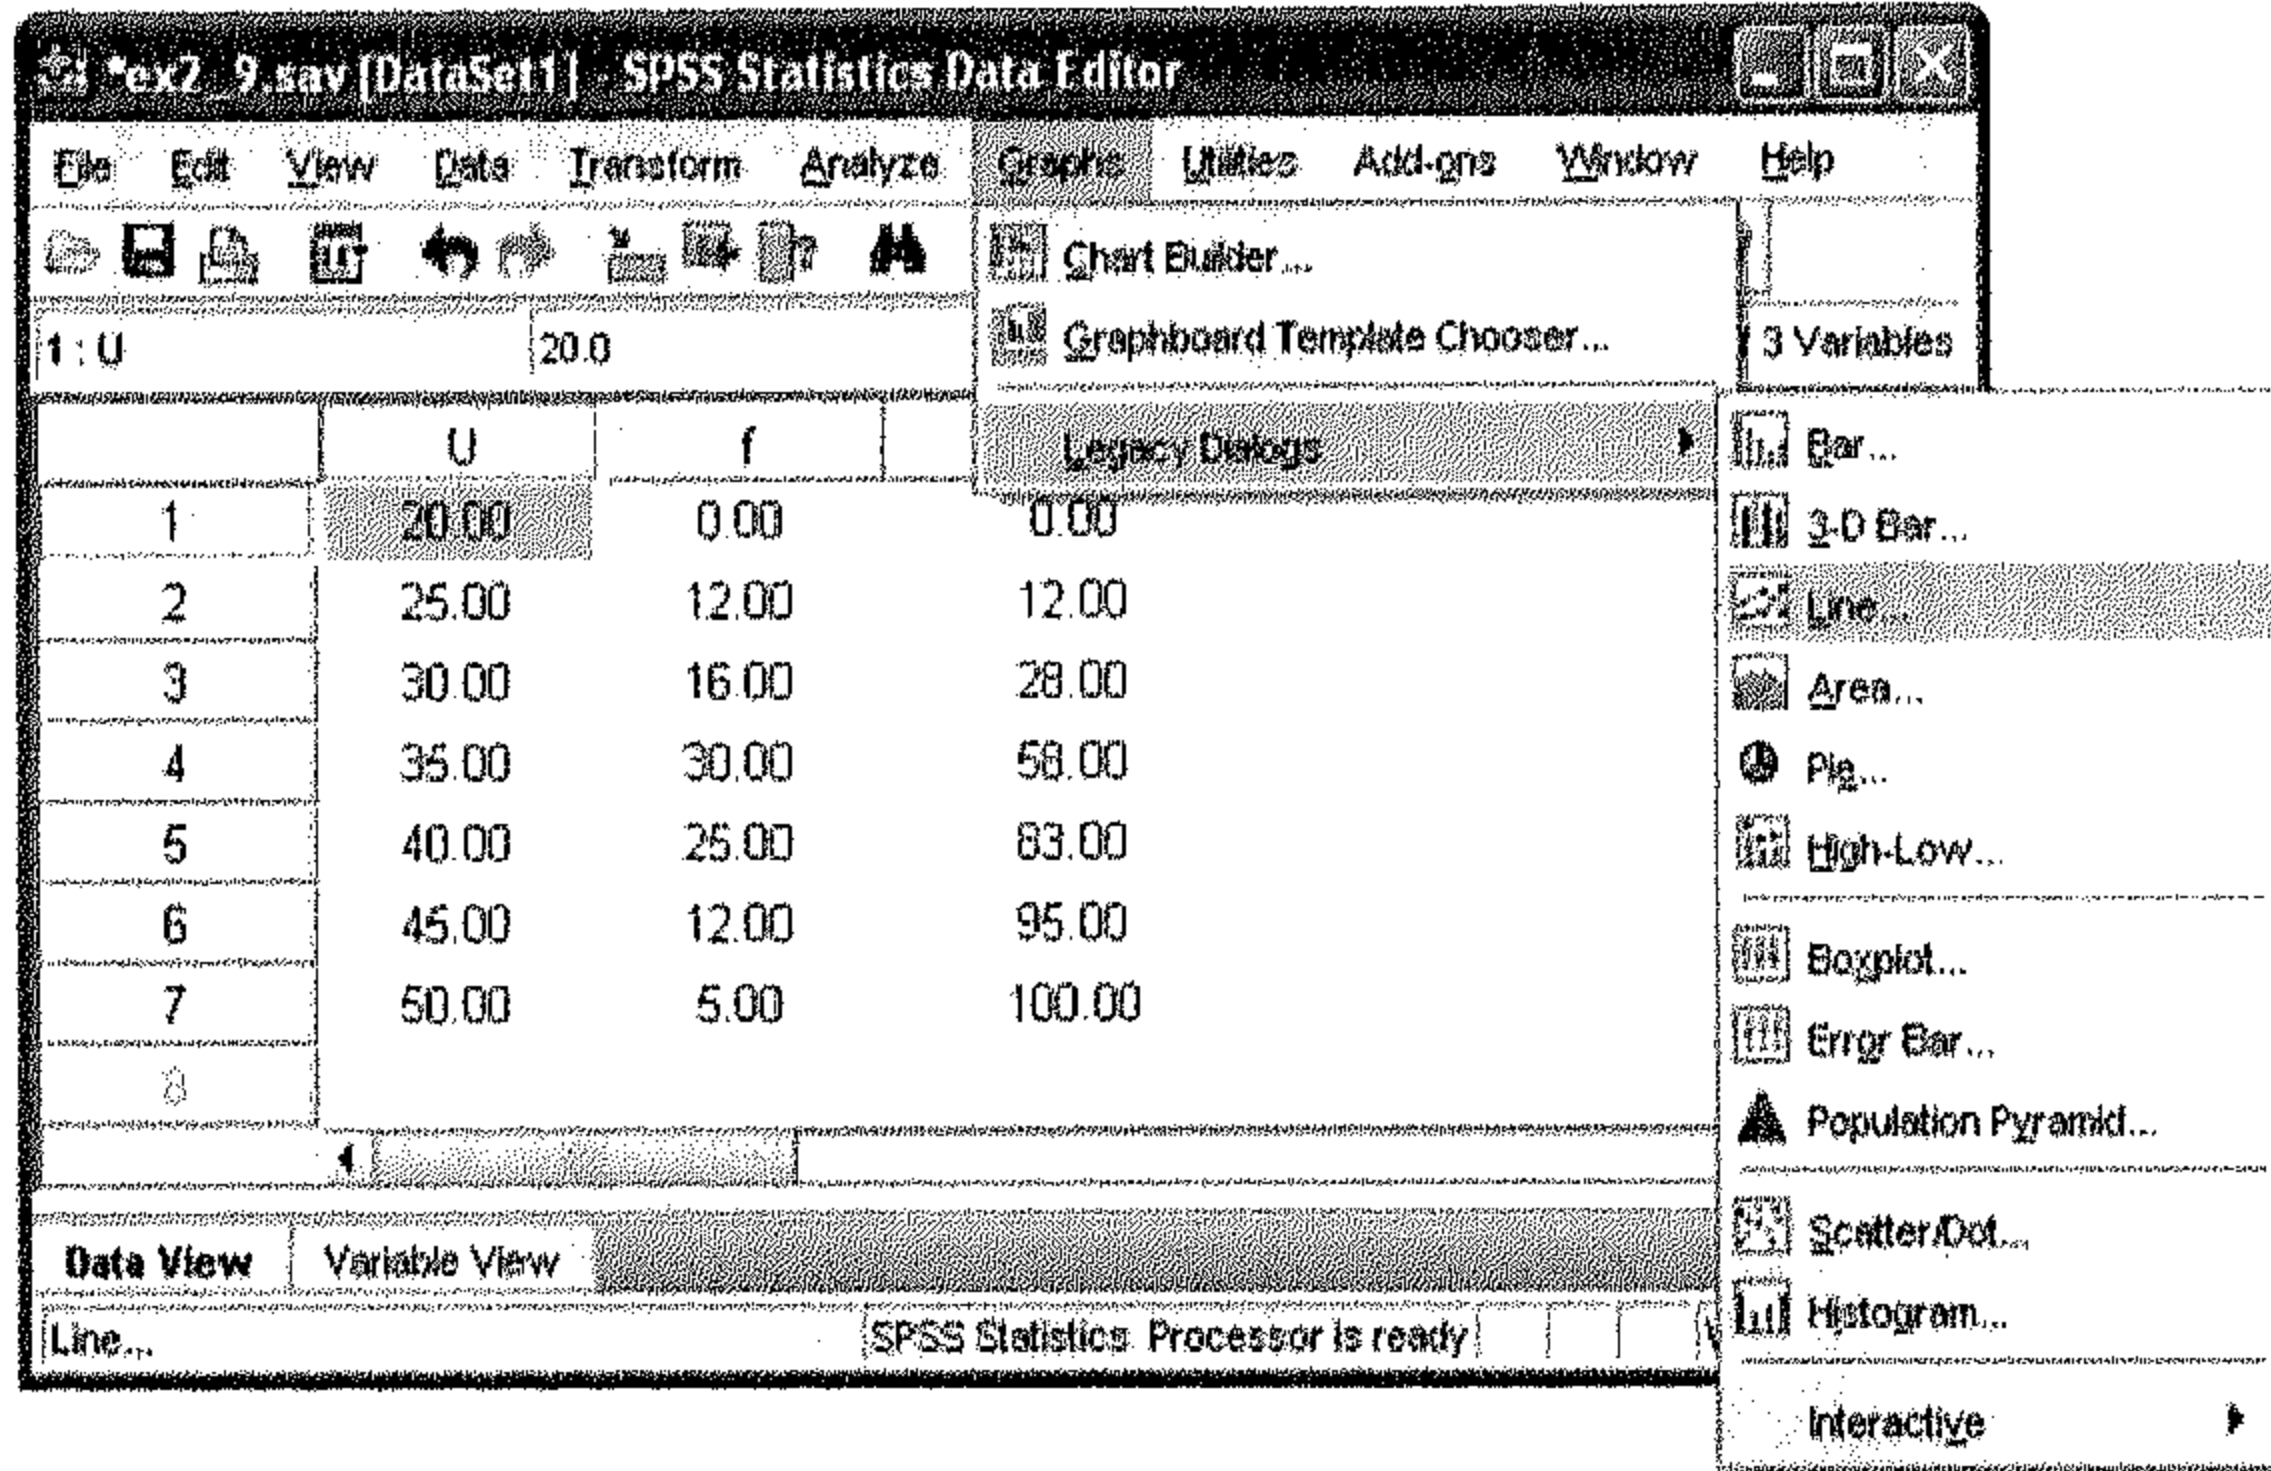 *ex2_9.sav [DataSet1] - SPSS Statistics Data Editor
File Edit View Data Transform Analyze Graphs Utilities Add-ons Window Help
Chart Builder...
1 : U 20.0
Graphboard Template Chooser...
3 Variables
Legacy Dialogs
U f
1 20.00 0.00 0.00
2 25.00 12.00 12.00
3 30.00 16.00 28.00
4 35.00 30.00 58.00
5 40.00 25.00 83.00
6 45.00 12.00 95.00
7 50.00 5.00 100.00
8
Bar...
3-D Bar...
Line...
Area...
Pie...
High-Low...
Boxplot...
Error Bar...
Population Pyramid...
Scatter/Dot...
Histogram...
Interactive
Data View Variable View
Line...
SPSS Statistics Processor is ready